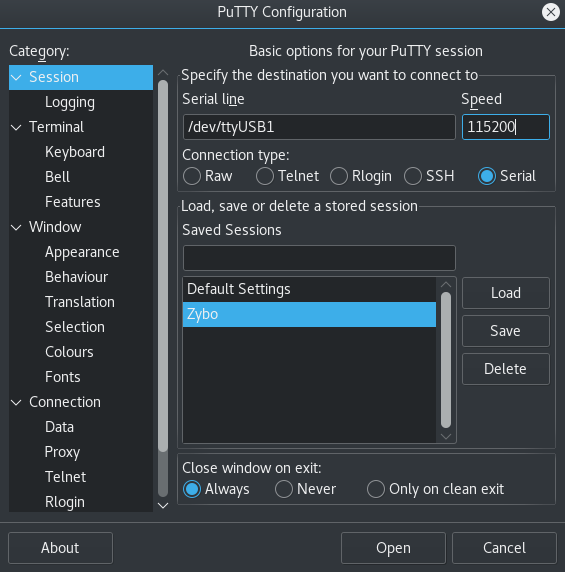 PuTTY Configuration
Category:
Session
Logging
Terminal
Keyboard
Bell
Features
Window
Appearance
Behaviour
Translation
Selection
Colours
Fonts
Connection
Data
Proxy
Telnet
Rlogin
Basic options for your PuTTY session
Specify the destination you want to connect to
Serial line Speed
/dev/ttyUSB1 115200
Connection type:
Raw Telnet Rlogin SSH Serial
Load, save or delete a stored session
Saved Sessions
Default Settings
Zybo
Load
Save
Delete
Close window on exit:
Always Never Only on clean exit
About Open Cancel